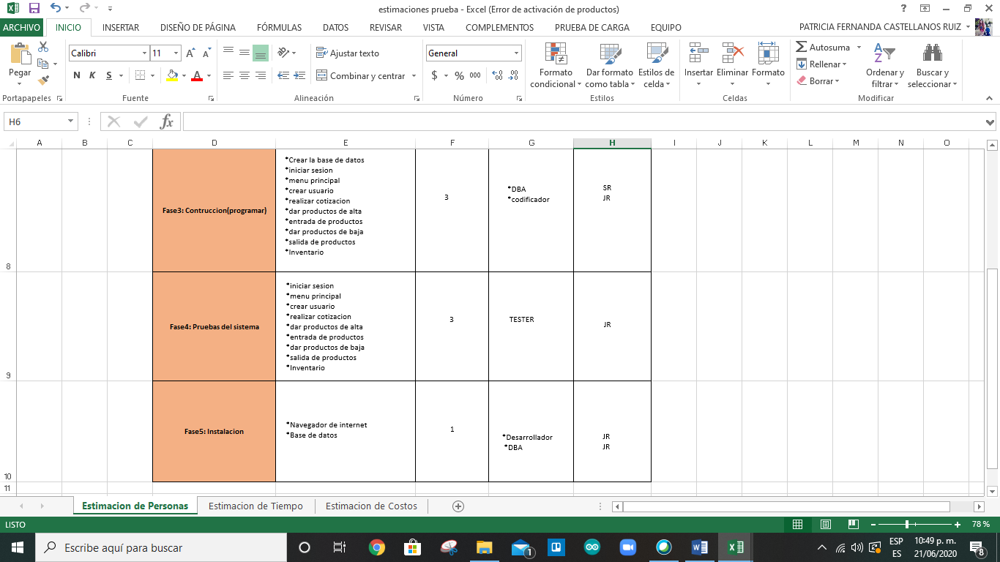 estimaciones prueba - Excel (Error de activación de productos)
ARCHIVO INICIO INSERTAR DISEÑO DE PÁGINA FÓRMULAS DATOS REVISAR VISTA COMPLEMENTOS PRUEBA DE CARGA EQUIPO PATRICIA FERNANDA CASTELLANOS RUIZ
Pegar
Portapapeles
Calibri 11
N K S
Fuente
Ajustar texto
Combinar y centrar
Alineación
General
$ % 000
Número
Formato condicional
Dar formato como tabla
Estilos de celda
Estilos
Insertar Eliminar Formato
Celdas
Autosuma
Rellenar
Borrar
Ordenar y filtrar
Buscar y seleccionar
Modificar
H6
fx
A B C D E F G H I J K L M N O
8
Fase3: Contruccion(programar)
*Crear la base de datos
*iniciar sesion
*menu principal
*crear usuario
*realizar cotizacion
*dar productos de alta
*entrada de productos
*dar productos de baja
*salida de productos
*Inventario
3
*DBA
*codificador
SR
JR
9
Fase4: Pruebas del sistema
*iniciar sesion
*menu principal
*crear usuario
*realizar cotizacion
*dar productos de alta
*entrada de productos
*dar productos de baja
*salida de productos
*Inventario
3
TESTER
JR
10
Fase5: Instalacion
*Navegador de internet
*Base de datos
1
*Desarrollador
*DBA
JR
JR
11
Estimacion de Personas Estimacion de Tiempo Estimacion de Costos
LISTO
78 %
Escribe aquí para buscar
1
ESP
ES
10:49 p. m.
21/06/2020
8